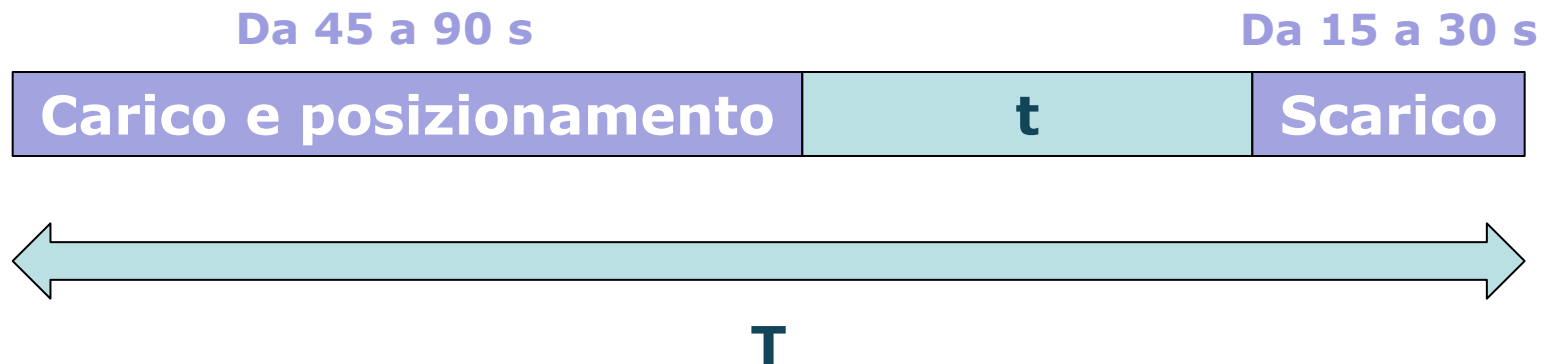 Da 45 a 90 s
Da 15 a 30 s
Carico e posizionamento
t
Scarico
T